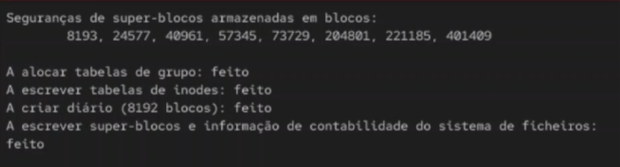 Seguranças de super-blocos armazenadas em blocos:
8193, 24577, 40961, 57345, 73729, 204801, 221185, 401409
A alocar tabelas de grupo: feito
A escrever tabelas de inodes: feito
A criar diário (8192 blocos): feito
A escrever super-blocos e informação de contabilidade do sistema de ficheiros:
feito